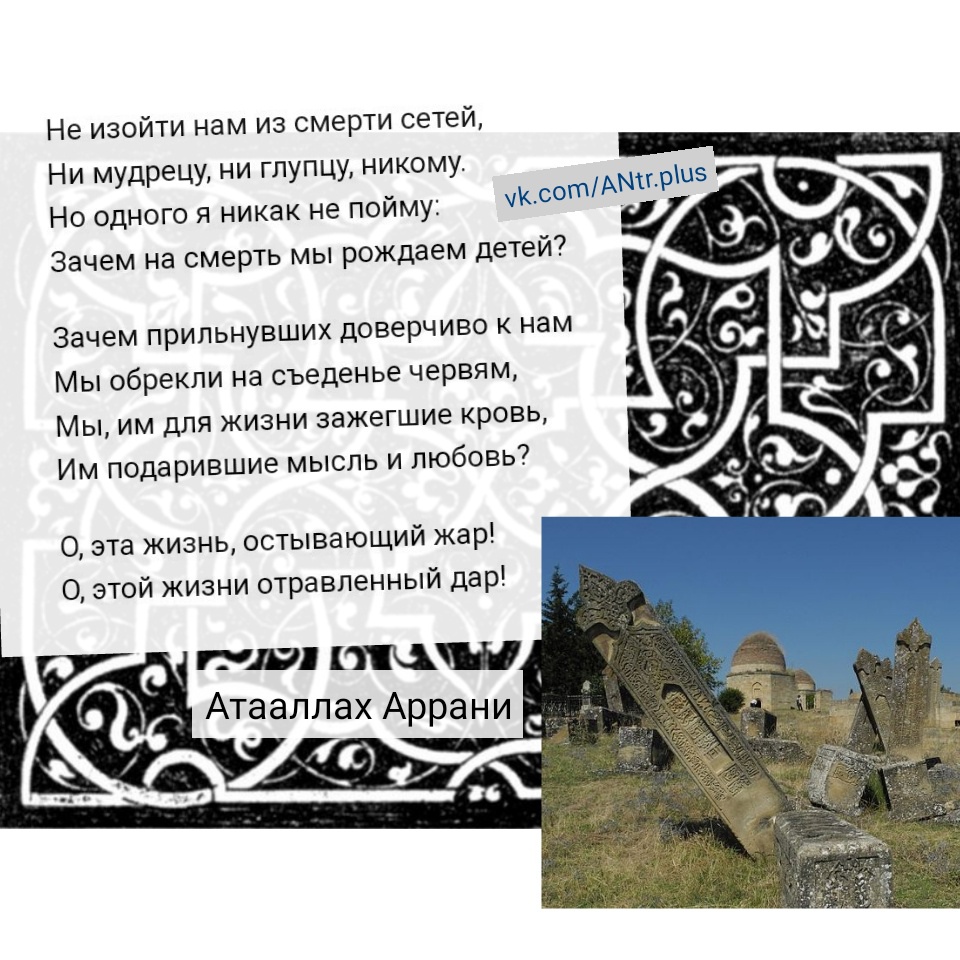 Не изойти нам из смерти сетей,
Ни мудрецу, ни глупцу, никому.
Но одного я никак не пойму:
Зачем на смерть мы рождаем детей?
Зачем прильнувших доверчиво к нам
Мы обрекли на съеденье червям,
Мы, им для жизни зажегшие кровь,
Им подарившие мысль и любовь?
О, эта жизнь, остывающий жар!
О, этой жизни отравленный дар!
vk.com/ANtr.plus
Атааллах Аррани